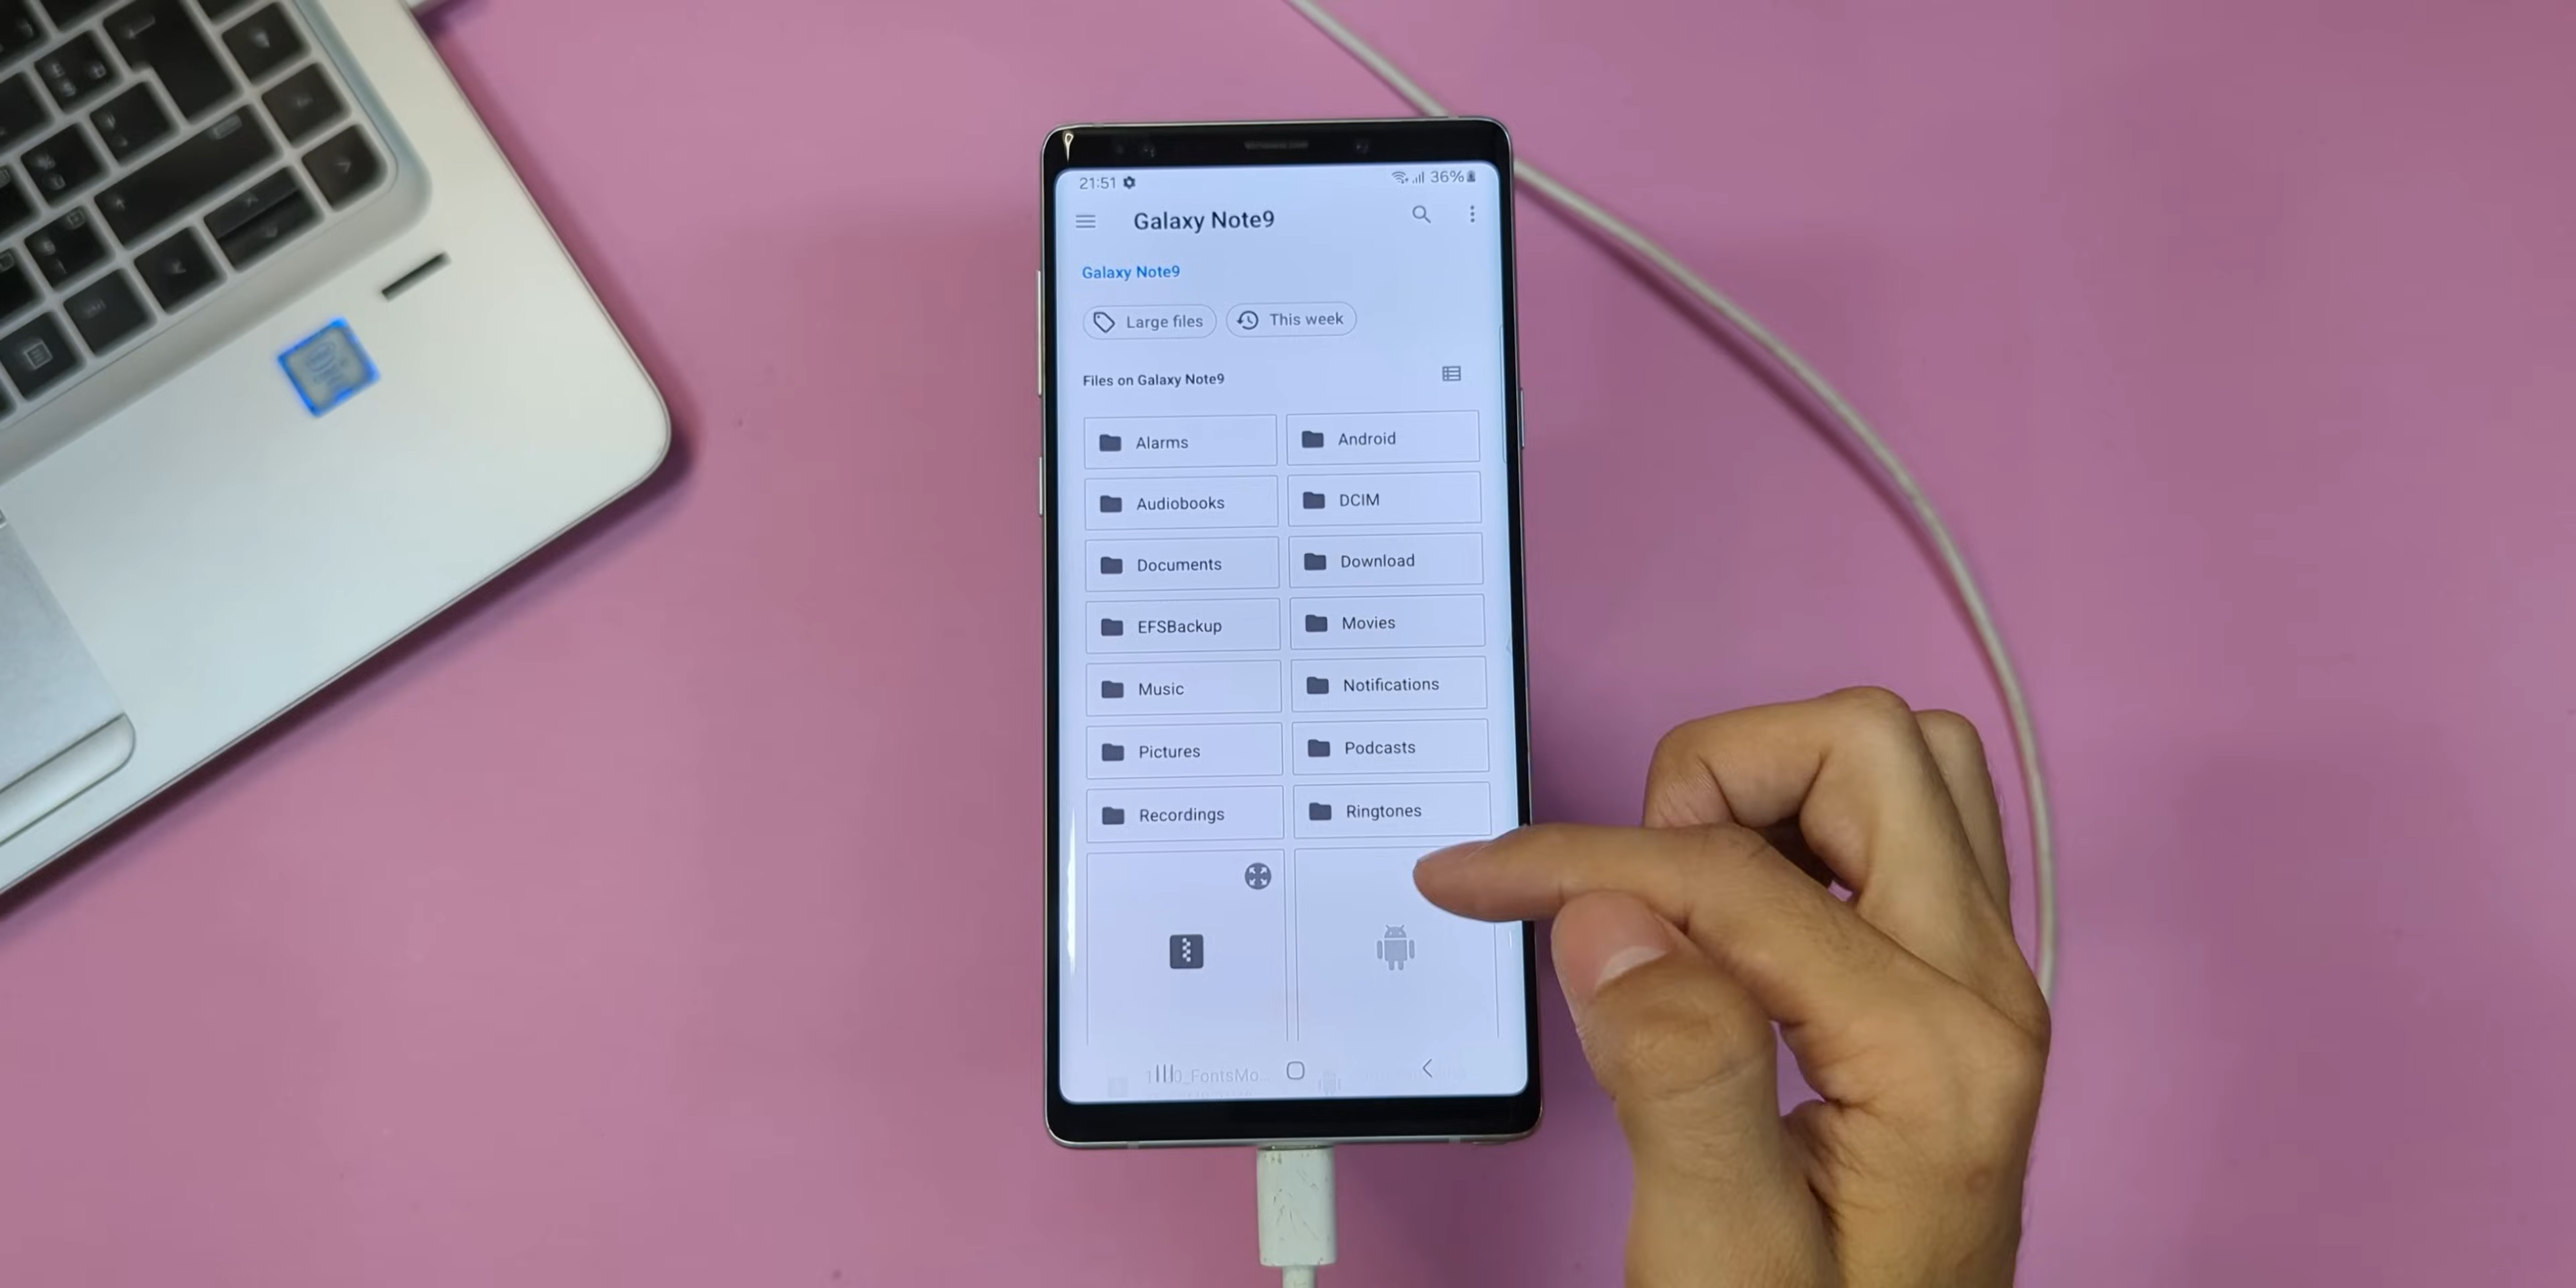 21:51
36%
Galaxy Note9
Galaxy Note9
Large files
This week
Files on Galaxy Note9
Alarms
Android
Audiobooks
DCIM
Documents
Download
EFSBackup
Movies
Music
Notifications
Pictures
Podcasts
Recordings
Ringtones